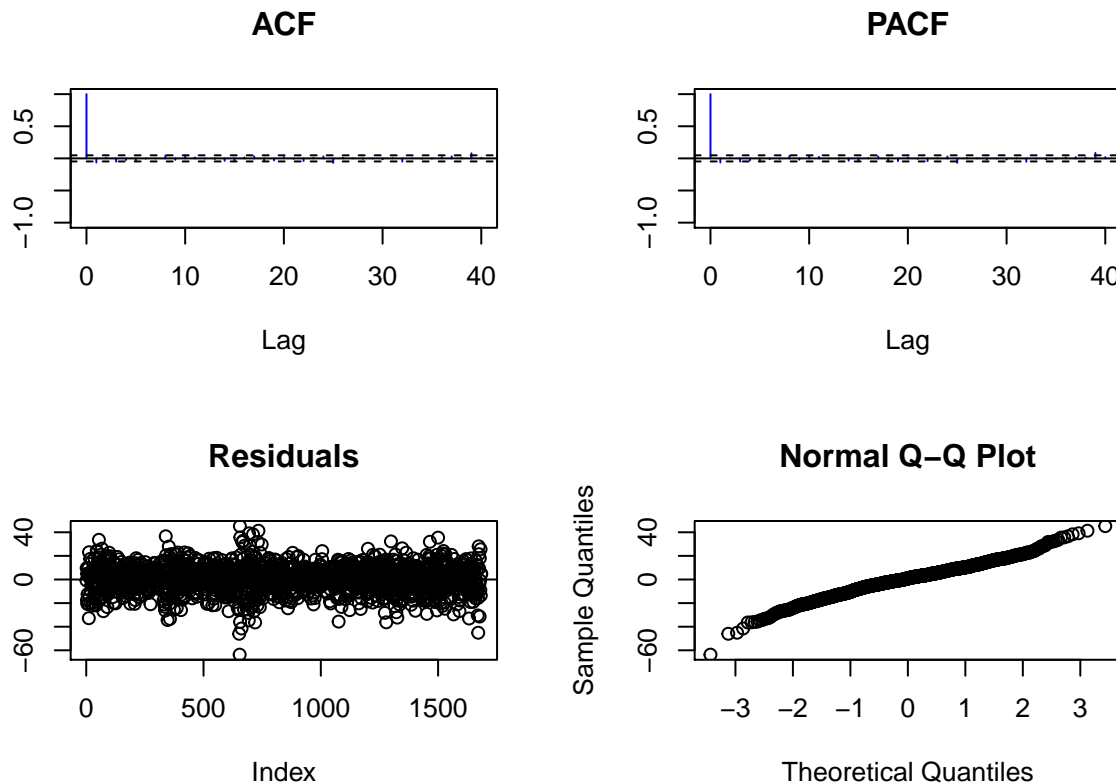 ACF
0.5
−1.0
0 10 20 30 40
Lag
PACF
0.5
−1.0
0 10 20 30 40
Lag
Residuals
40
0
−60
0 500 1000 1500
Index
Normal Q−Q Plot
Sample Quantiles
40
0
−60
−3 −2 −1 0 1 2 3
Theoretical Quantiles